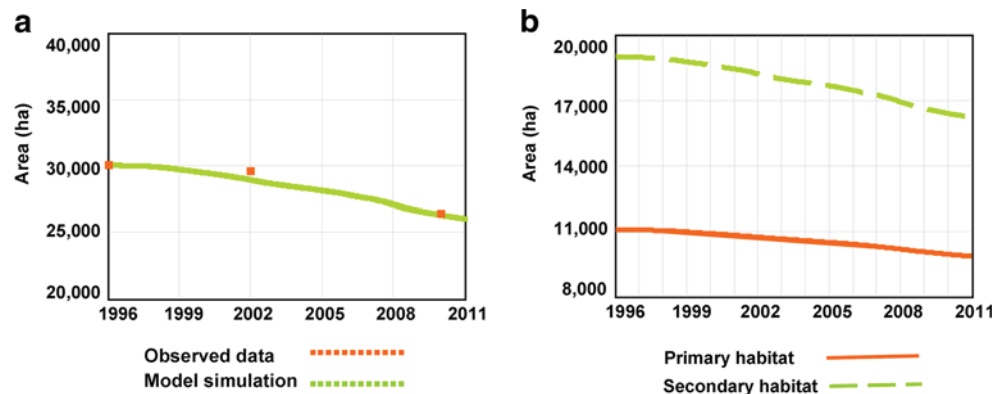 a
Area (ha)
40,000
35,000
30,000
25,000
20,000
1996 1999 2002 2005 2008 2011
Observed data
Model simulation
b
Area (ha)
20,000
17,000
14,000
11,000
8,000
1996 1999 2002 2005 2008 2011
Primary habitat
Secondary habitat